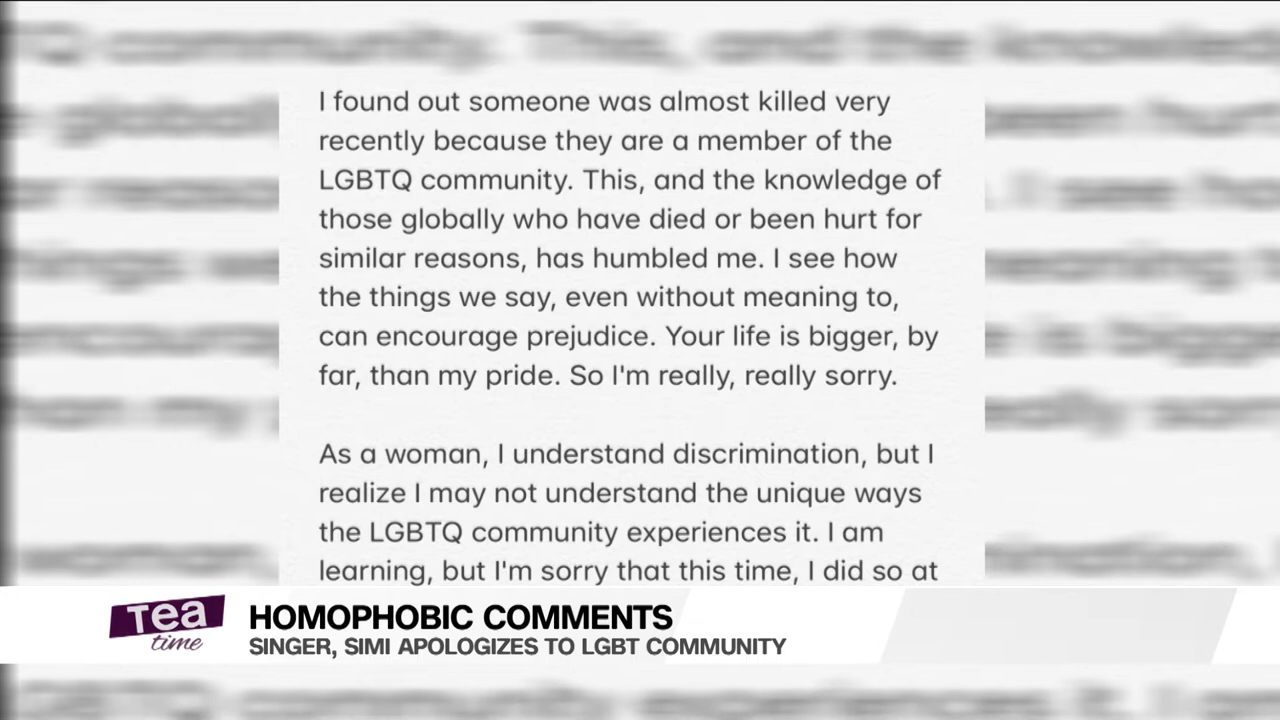 I found out someone was almost killed very
recently because they are a member of the
LGBTQ community. This, and the knowledge of
those globally who have died or been hurt for
similar reasons, has humbled me. I see how
the things we say, even without meaning to,
can encourage prejudice. Your life is bigger, by
far, than my pride. So I'm really, really sorry.
As a woman, I understand discrimination, but I
realize I may not understand the unique ways
the LGBTQ community experiences it. I am
learning, but I'm sorry that this time, I did so at
Tea
time
HOMOPHOBIC COMMENTS
SINGER, SIMI APOLOGIZES TO LGBT COMMUNITY